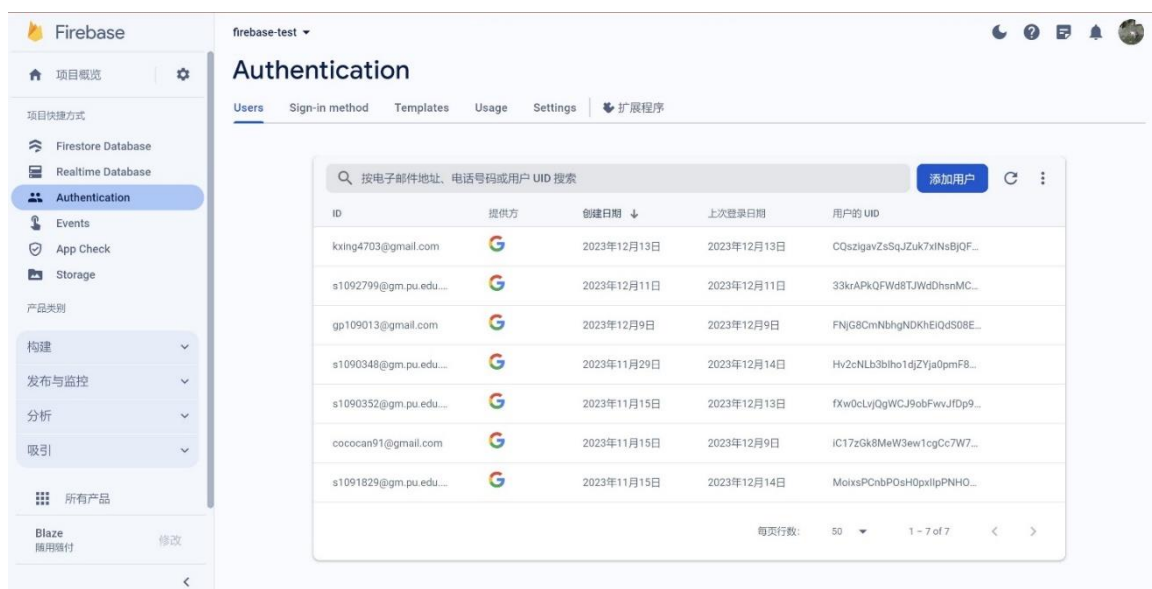 Firebase
firebase-test
项目概览
Authentication
Users Sign-in method Templates Usage Settings 扩展程序
项目快捷方式
Firestore Database
Realtime Database
Authentication
Events
App Check
Storage
产品类别
构建
发布与监控
分析
吸引
所有产品
Blaze
随用随付
修改
按电子邮件地址、电话号码或用户 UID 搜索
添加用户
ID 提供方 创建日期 上次登录日期 用户的 UID
kxing4703@gmail.com 2023年12月13日 2023年12月13日 CQszigavZsSqJZuk7xINsBjQF...
s1092799@gm.pu.edu.... 2023年12月11日 2023年12月11日 33krAPkQFWd8TJWdDhsnMC...
gp109013@gmail.com 2023年12月9日 2023年12月9日 FNjG8CmNbhgNDKhEiQdS08E...
s1090348@gm.pu.edu.... 2023年11月29日 2023年12月14日 Hv2cNLb3blho1djZYja0pmF8...
s1090352@gm.pu.edu.... 2023年11月15日 2023年12月13日 fXw0cLvjQgWCJ9obFwvJfDp9...
cococan91@gmail.com 2023年11月15日 2023年12月9日 iC17zGk8MeW3ew1cgCc7W7...
s1091829@gm.pu.edu.... 2023年11月15日 2023年12月14日 MoixsPCnbPOsH0pxIIpPNHO...
每页行数: 50 1 – 7 of 7